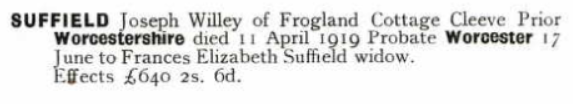 SUFFIELD Joseph Willey of Frogland Cottage Cleeve Prior
Worcestershire died 11 April 1919 Probate Worcester 17
June to Frances Elizabeth Suffield widow.
Effects £640 2s. 6d.